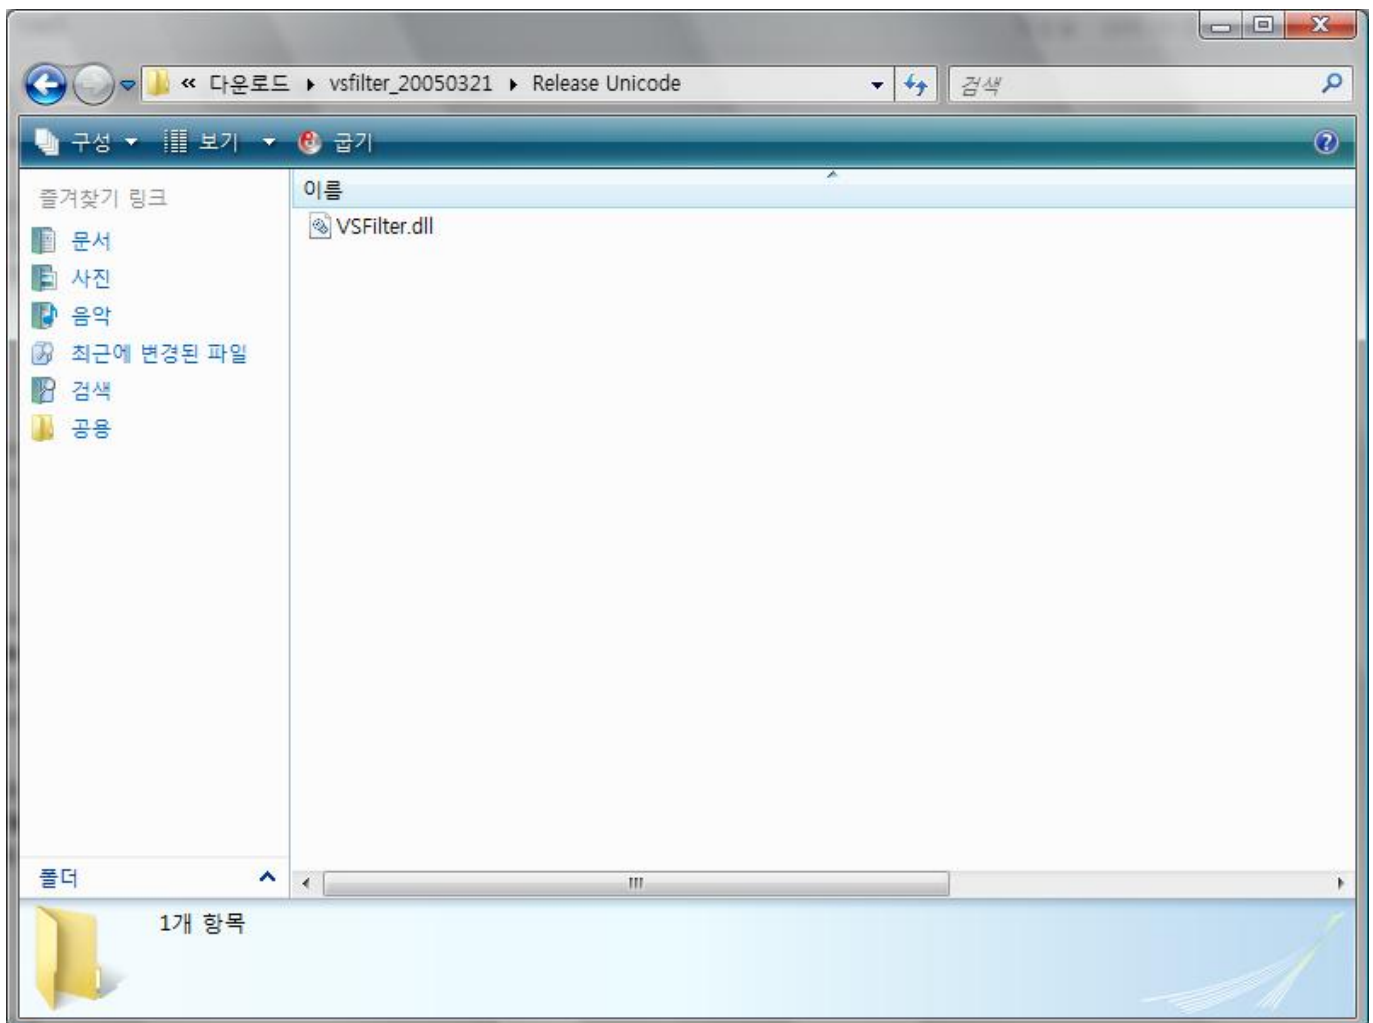 « 다운로드 ▸ vsfilter_20050321 ▸ Release Unicode
검색
구성 보기 굽기
즐겨찾기 링크
문서
사진
음악
최근에 변경된 파일
검색
공용
폴더
이름
VSFilter.dll
1개 항목